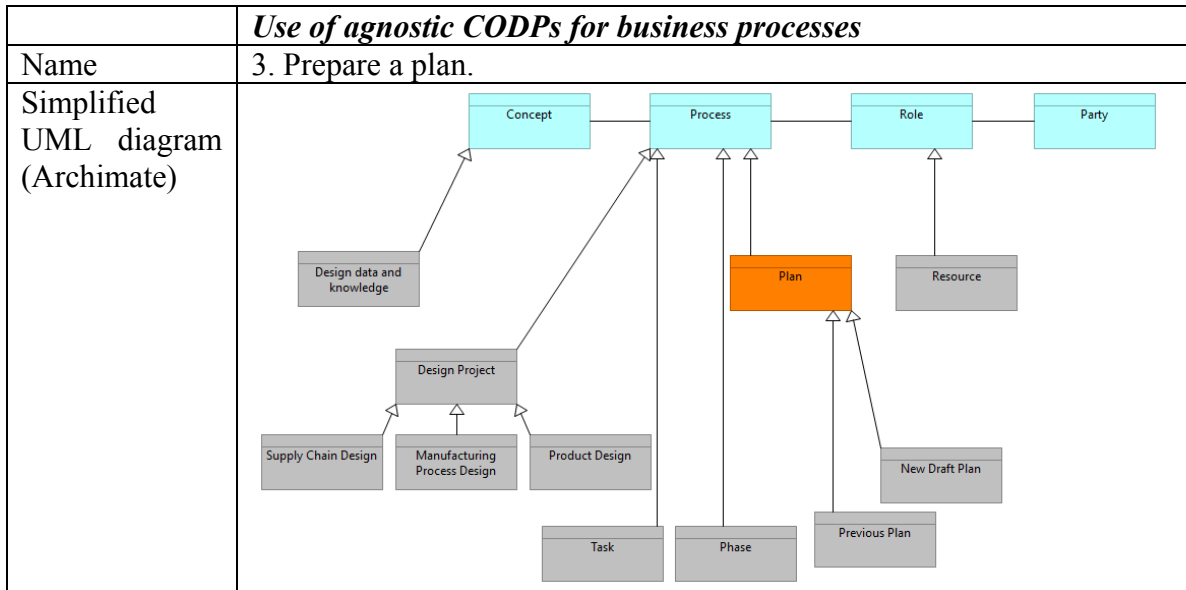 Use of agnostic CODPs for business processes
Name
3. Prepare a plan.
Simplified
UML diagram
(Archimate)
Concept
Process
Role
Party
Design data and
knowledge
Plan
Resource
Design Project
Supply Chain Design
Manufacturing
Process Design
Product Design
New Draft Plan
Previous Plan
Task
Phase